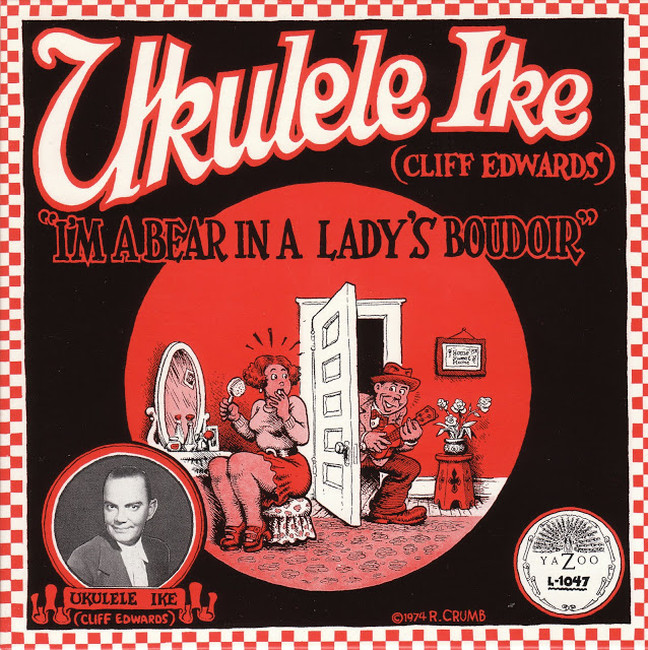 Ukulele Ike
(CLIFF EDWARDS)
"I'M A BEAR IN A LADY'S BOUDOIR"
UKULELE IKE
(CLIFF EDWARDS)
©1974 R. CRUMB
YAZOO
L-1047